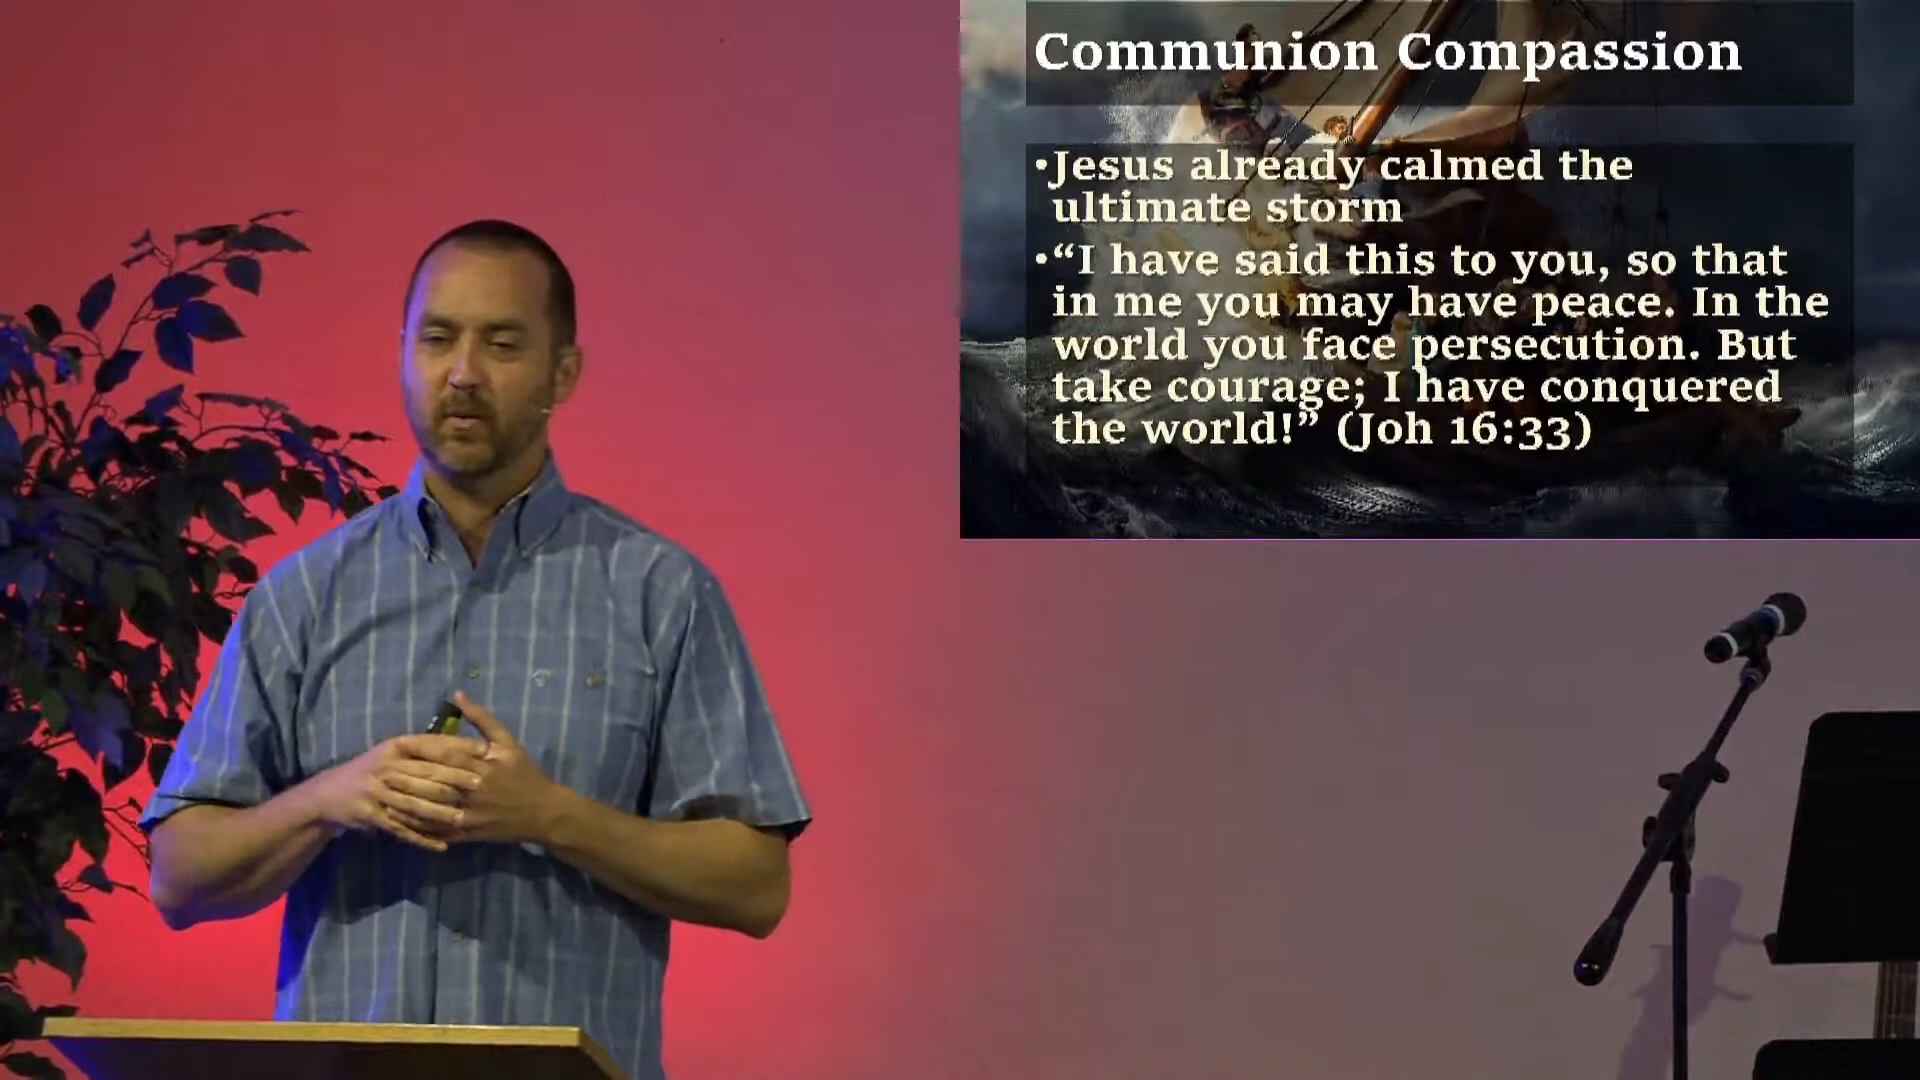 Communion Compassion
•Jesus already calmed the
ultimate storm
•“I have said this to you, so that
in me you may have peace. In the
world you face persecution. But
take courage; I have conquered
the world!” (Joh 16:33)